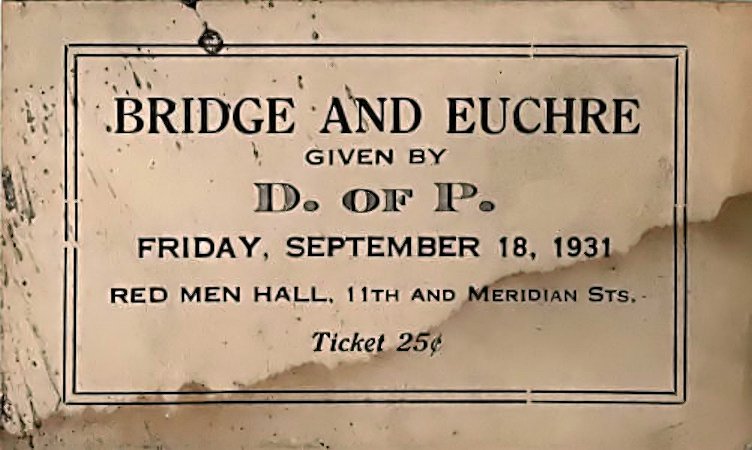 BRIDGE AND EUCHRE
GIVEN BY
D. OF P.
FRIDAY, SEPTEMBER 18, 1931
RED MEN HALL, 11TH AND MERIDIAN STS.
Ticket 25¢